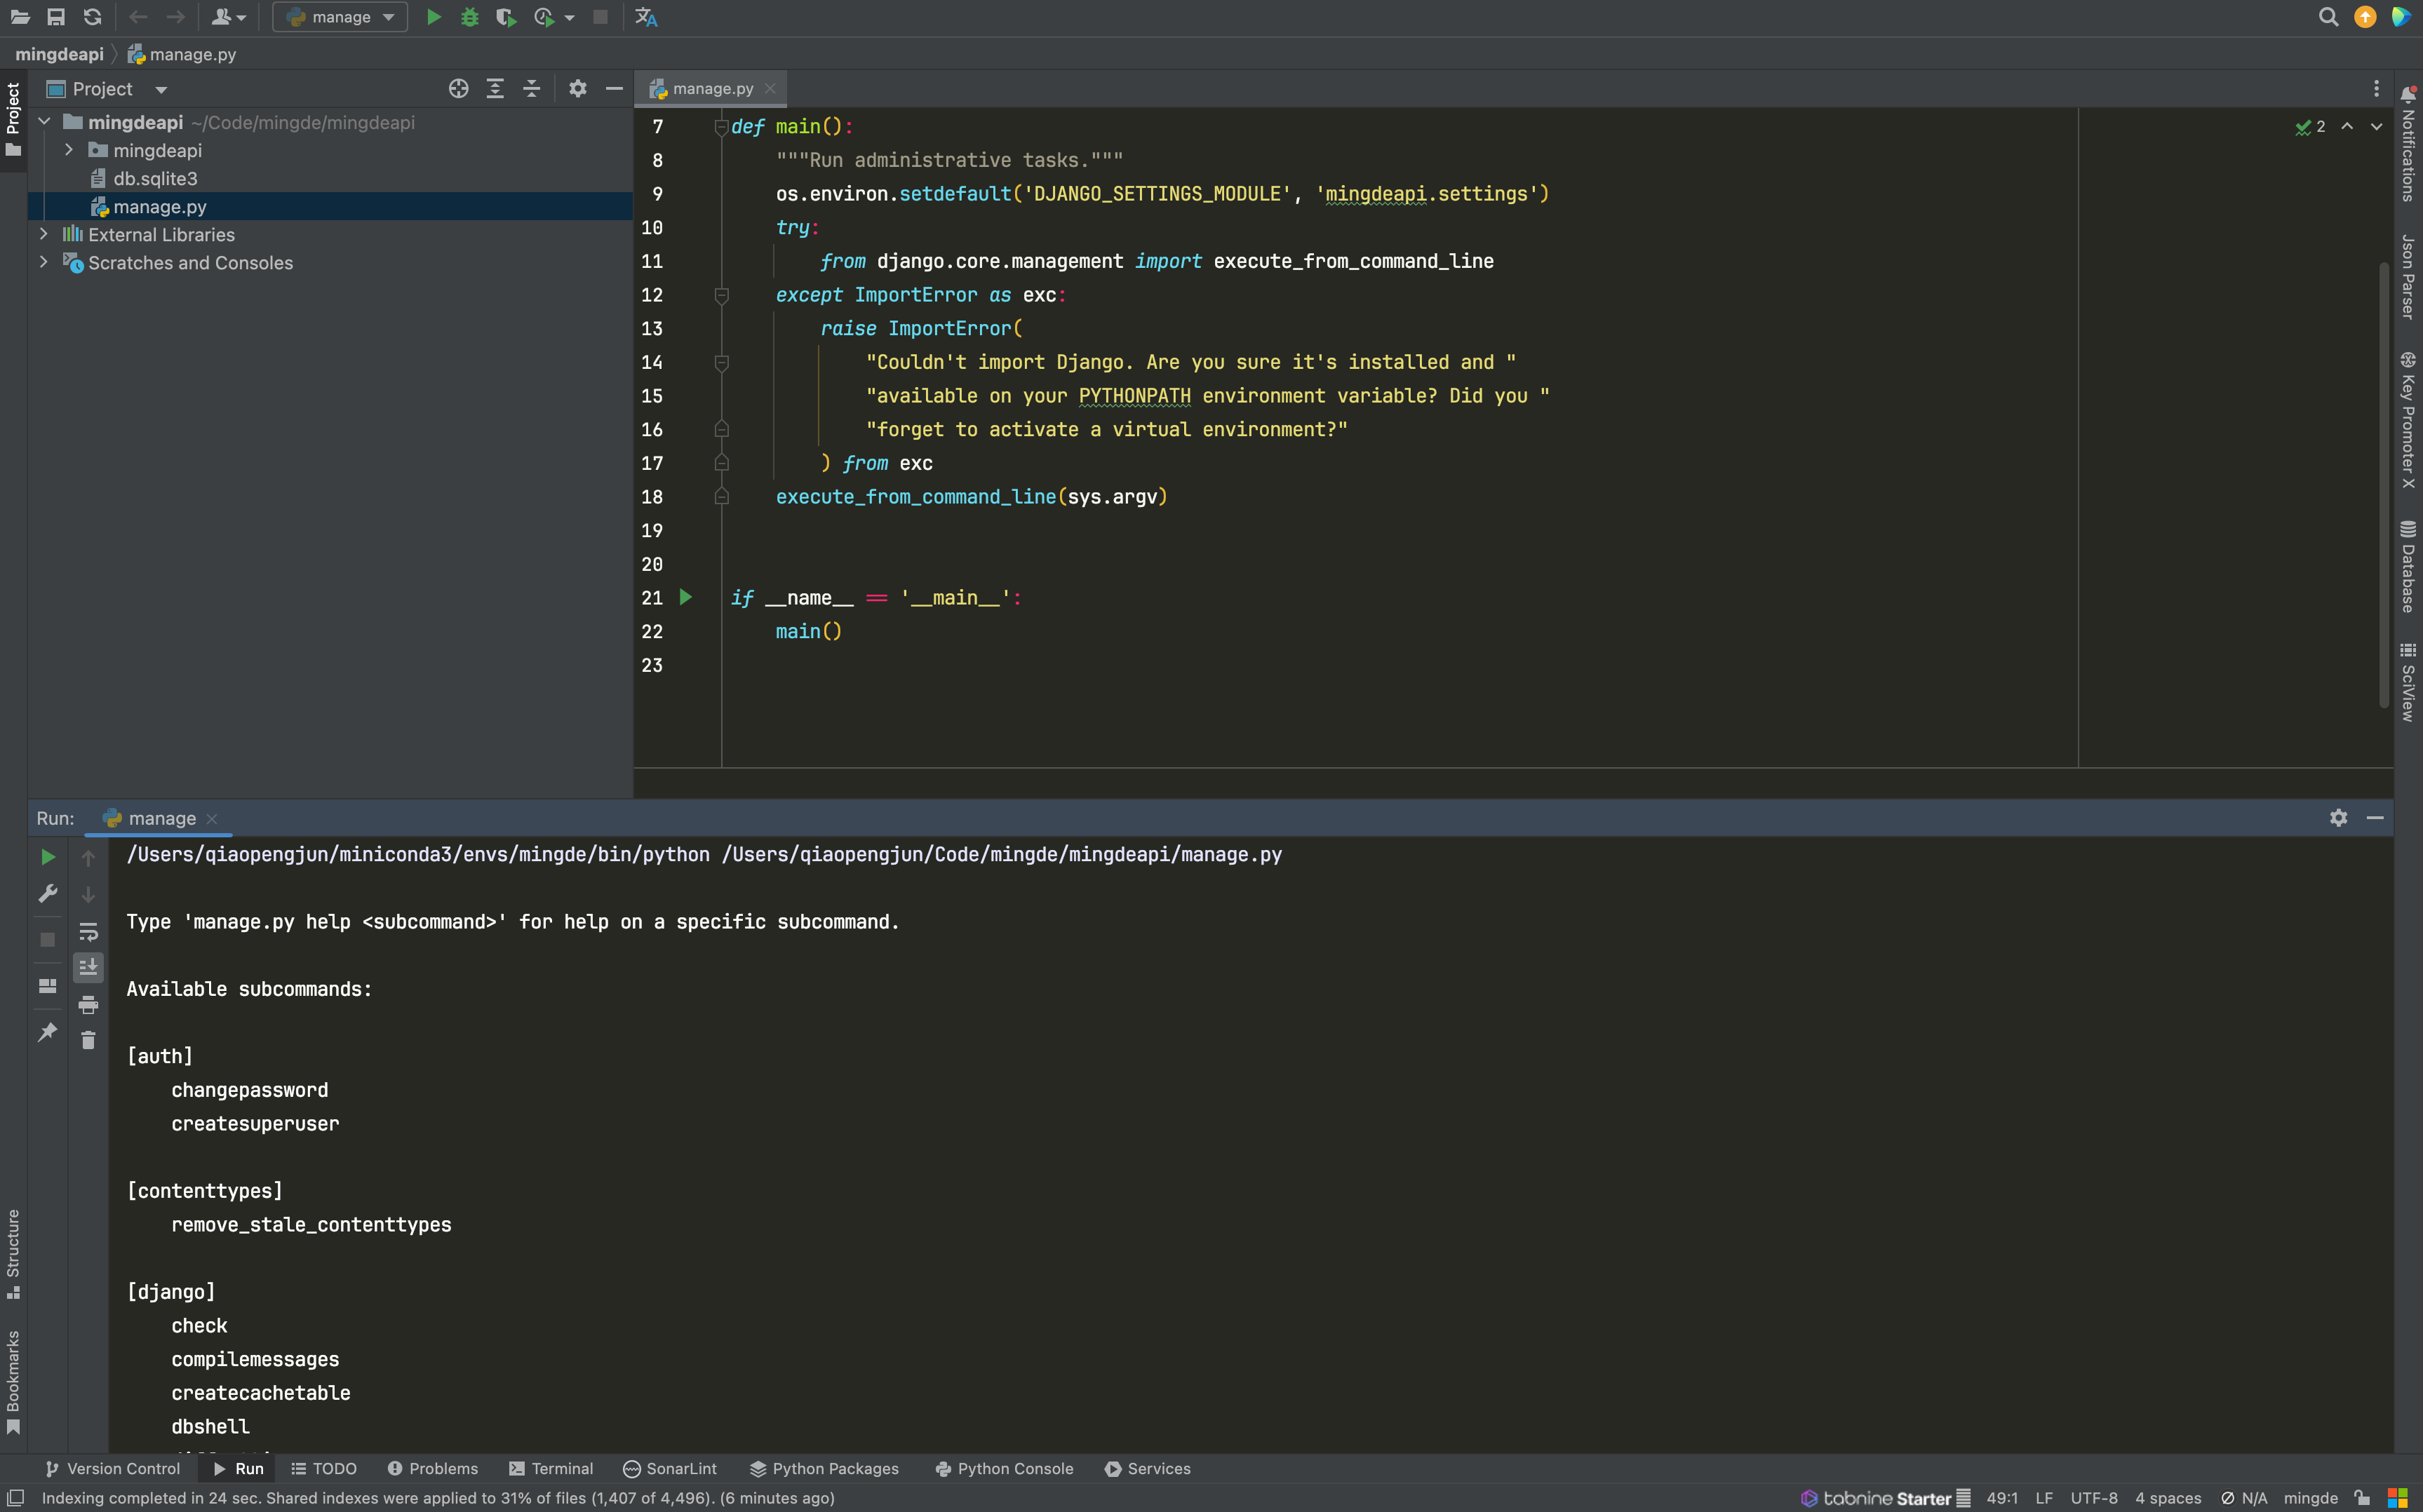 manage
mingdeapi
manage.py
Project
manage.py
mingdeapi ~/Code/mingde/mingdeapi
mingdeapi
db.sqlite3
manage.py
External Libraries
Scratches and Consoles
Project
Structure
Bookmarks
7 def main():
8 """Run administrative tasks."""
9 os.environ.setdefault('DJANGO_SETTINGS_MODULE', 'mingdeapi.settings')
10 try:
11 from django.core.management import execute_from_command_line
12 except ImportError as exc:
13 raise ImportError(
14 "Couldn't import Django. Are you sure it's installed and "
15 "available on your PYTHONPATH environment variable? Did you "
16 "forget to activate a virtual environment?"
17 ) from exc
18 execute_from_command_line(sys.argv)
19
20
21 if __name__ == '__main__':
22 main()
23
2
Notifications
Json Parser
Key Promoter X
Database
SciView
Run: manage
/Users/qiaopengjun/miniconda3/envs/mingde/bin/python /Users/qiaopengjun/Code/mingde/mingdeapi/manage.py
Type 'manage.py help <subcommand>' for help on a specific subcommand.
Available subcommands:
[auth]
changepassword
createsuperuser
[contenttypes]
remove_stale_contenttypes
[django]
check
compilemessages
createcachetable
dbshell
Version Control Run TODO Problems Terminal SonarLint Python Packages Python Console Services
Indexing completed in 24 sec. Shared indexes were applied to 31% of files (1,407 of 4,496). (6 minutes ago) tabnine Starter 49:1 LF UTF-8 4 spaces N/A mingde